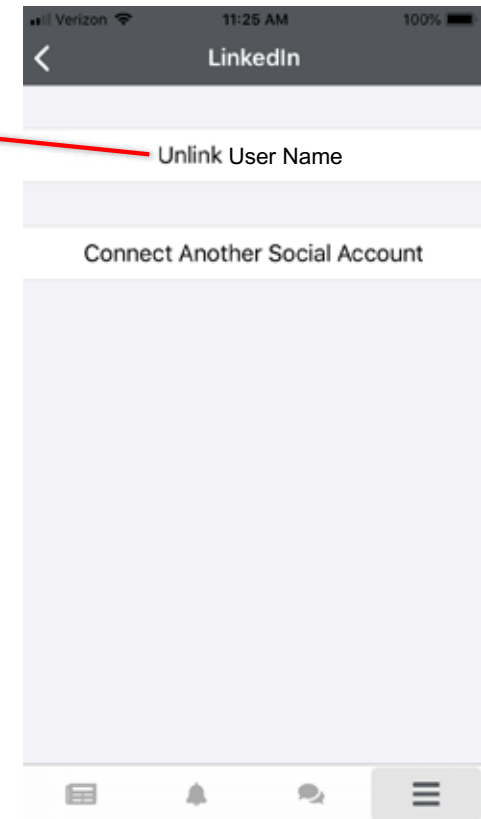 Verizon 11:25 AM 100%
LinkedIn
Unlink User Name
Connect Another Social Account